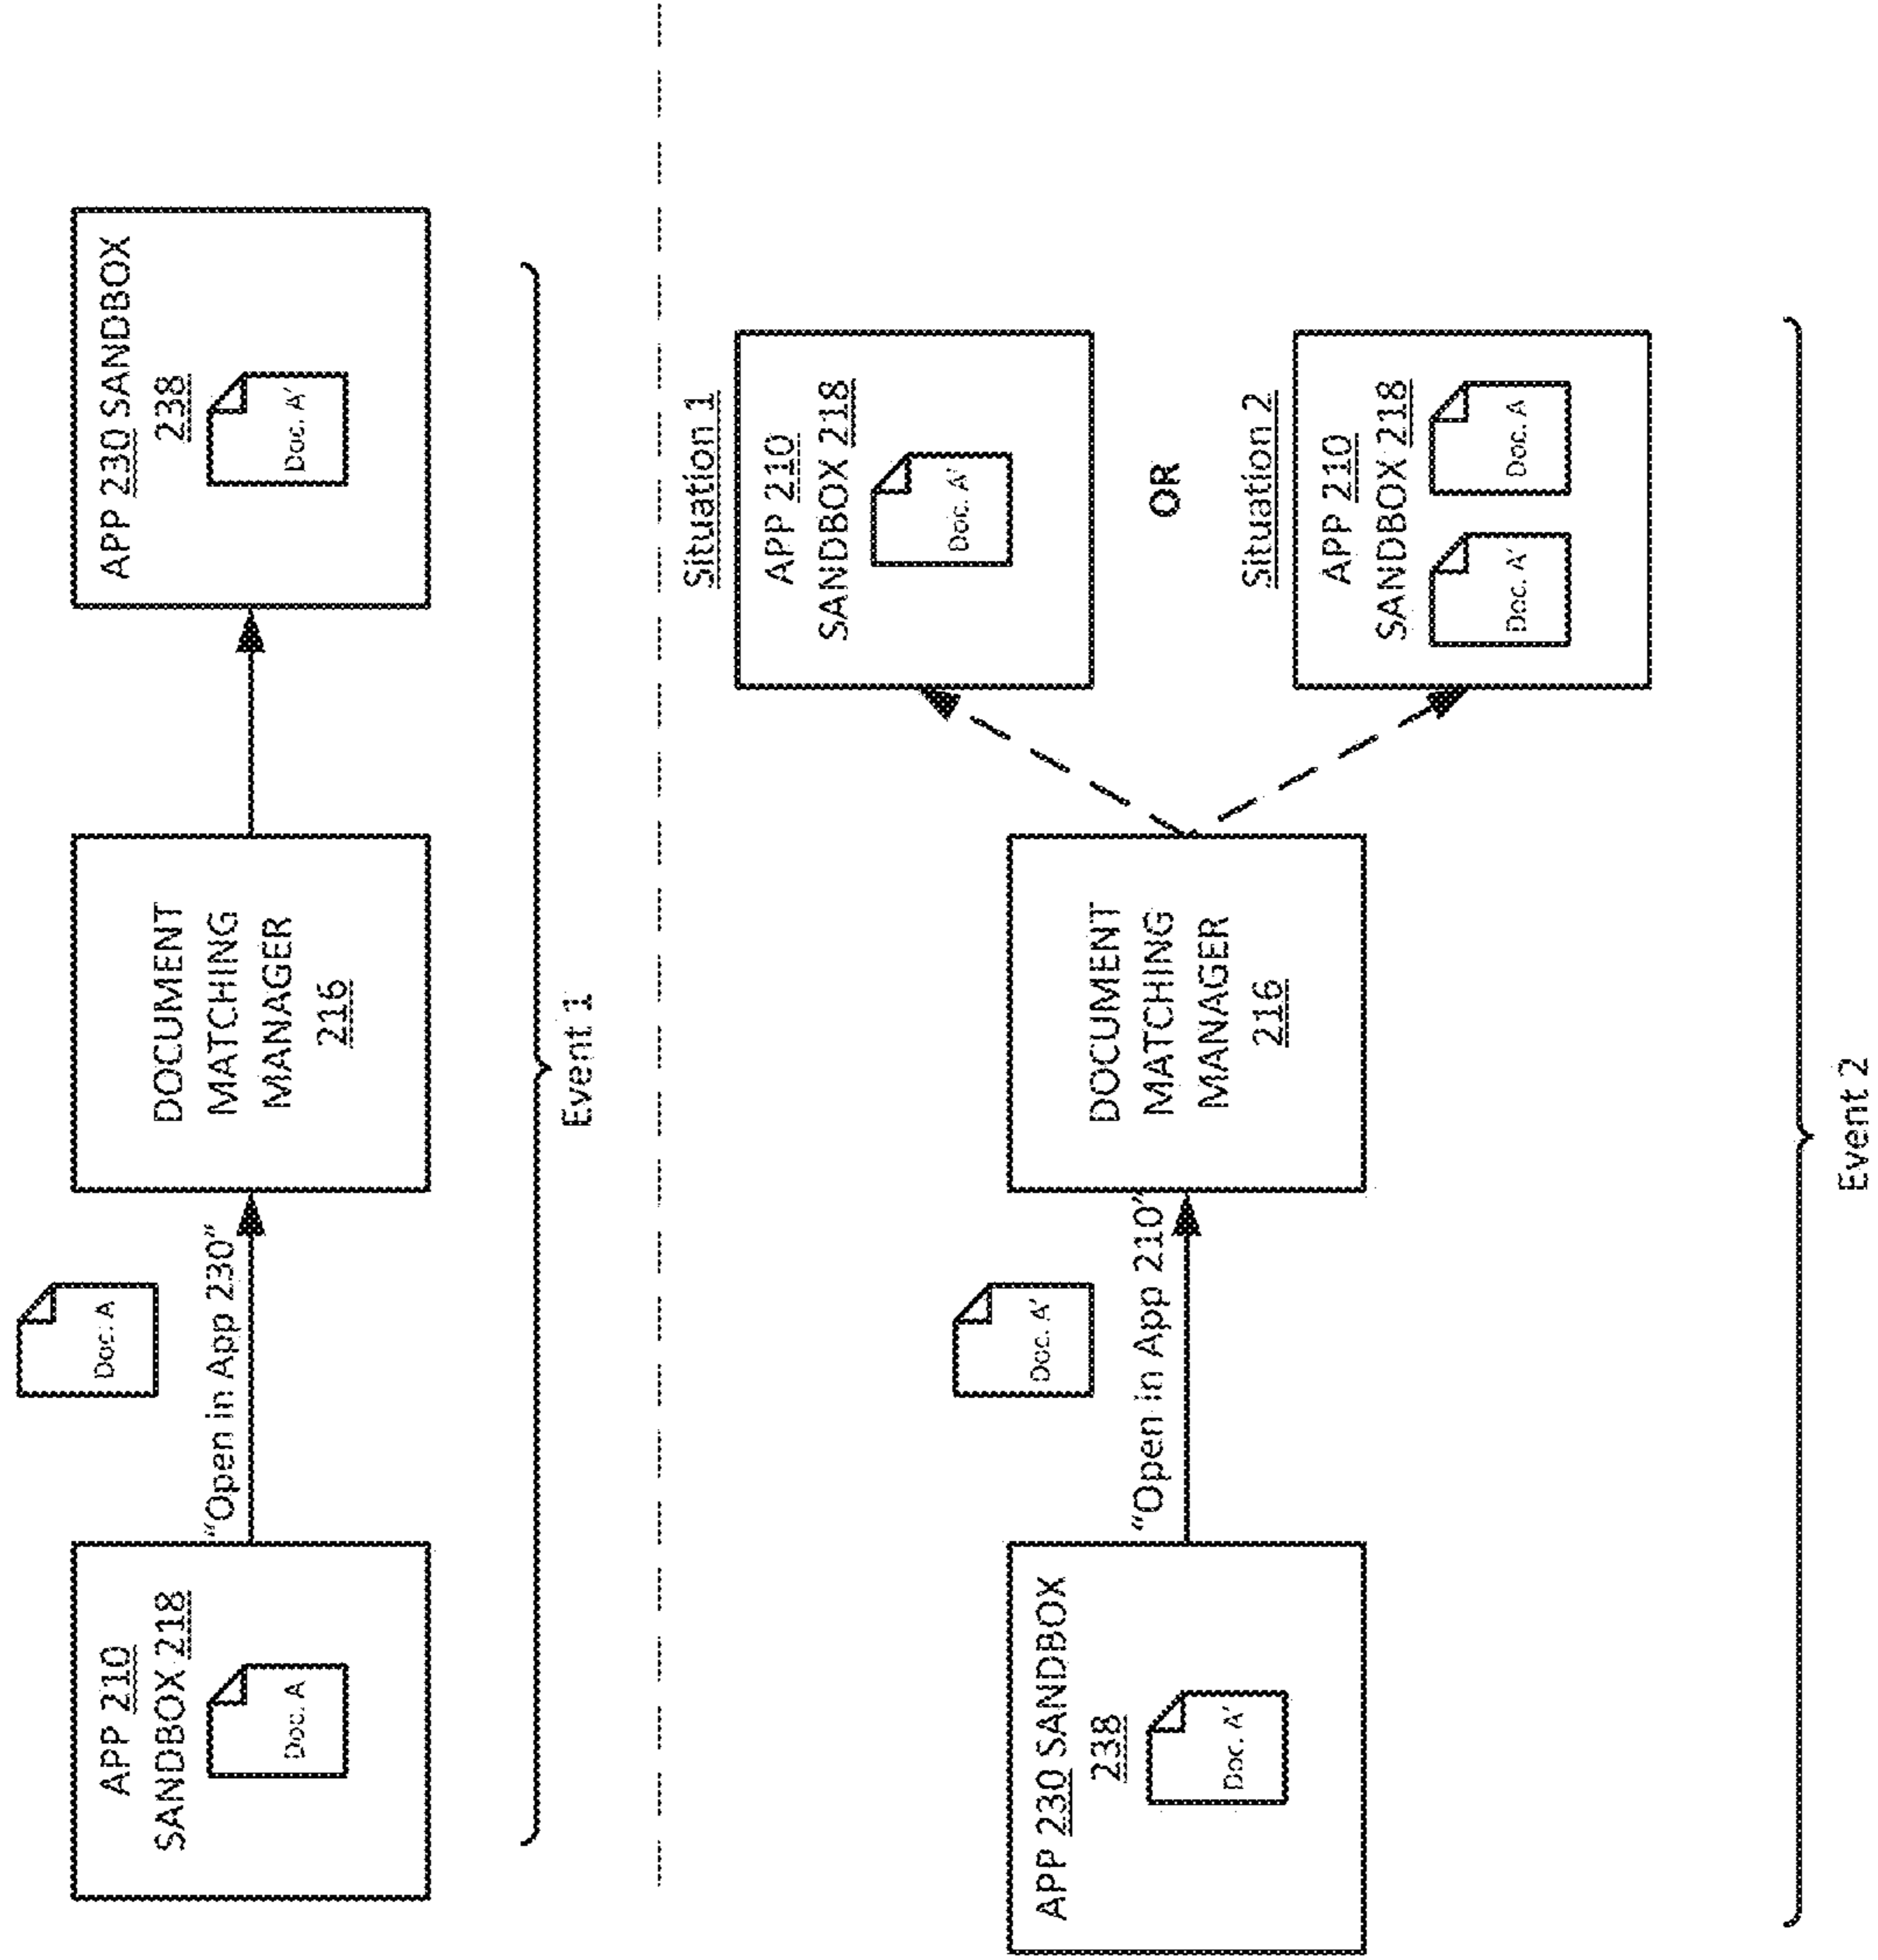 APP 210
SANDBOX 218
Doc. A
Doc. A
"Open in App 230"
DOCUMENT
MATCHING
MANAGER
216
APP 230 SANDBOX
238
Doc. A'
Event 1
APP 230 SANDBOX
238
Doc. A'
Doc. A'
"Open in App 210"
DOCUMENT
MATCHING
MANAGER
216
Situation 1
APP 210
SANDBOX 218
Doc. A'
OR
Situation 2
APP 210
SANDBOX 218
Doc. A'
Doc. A
Event 2